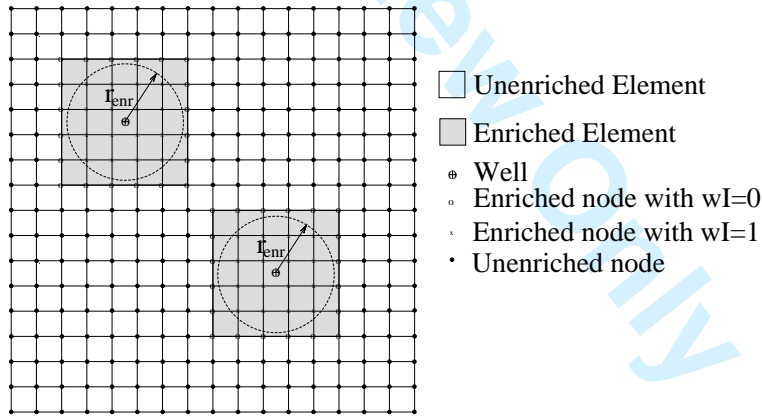 r_enr
r_enr
Unenriched Element
Enriched Element
Well
Enriched node with wI=0
Enriched node with wI=1
Unenriched node
Only